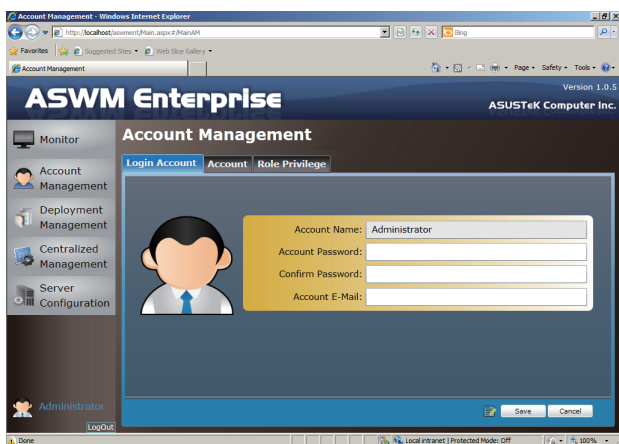 Account Management - Windows Internet Explorer
http://localhost/aswment/Main.aspx#/MainAM
Bing
Favorites
Suggested Sites
Web Slice Gallery
Account Management
Page
Safety
Tools
Version 1.0.5
ASWM Enterprise
ASUSTeK Computer Inc.
Monitor
Account Management
Deployment Management
Centralized Management
Server Configuration
Account Management
Login Account
Account
Role Privilege
Account Name: Administrator
Account Password:
Confirm Password:
Account E-Mail:
Administrator
LogOut
Save
Cancel
Done
Local intranet | Protected Mode: Off
100%